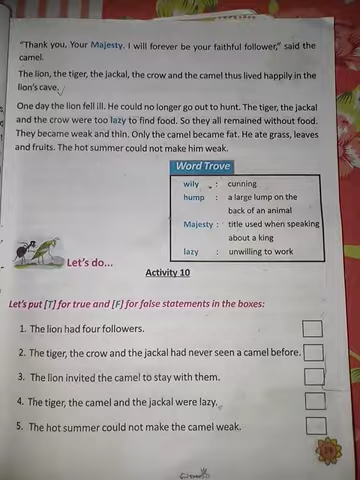 "Thank you, Your Majesty. I will forever be your faithful follower," said the
camel.
The lion, the tiger, the jackal, the crow and the camel thus lived happily in the
lion's cave.
One day the lion fell ill. He could no longer go out to hunt. The tiger, the jackal
and the crow were too lazy to find food. So they all remained without food.
They became weak and thin. Only the camel became fat. He ate grass, leaves
and fruits. The hot summer could not make him weak.
Word Trove
wily : cunning
hump : a large lump on the
back of an animal
Majesty : title used when speaking
about a king
lazy : unwilling to work
Let's do...
Activity 10
Let's put [T] for true and [F] for false statements in the boxes:
1. The lion had four followers.
2. The tiger, the crow and the jackal had never seen a camel before.
3. The lion invited the camel to stay with them.
4. The tiger, the camel and the jackal were lazy.
5. The hot summer could not make the camel weak.